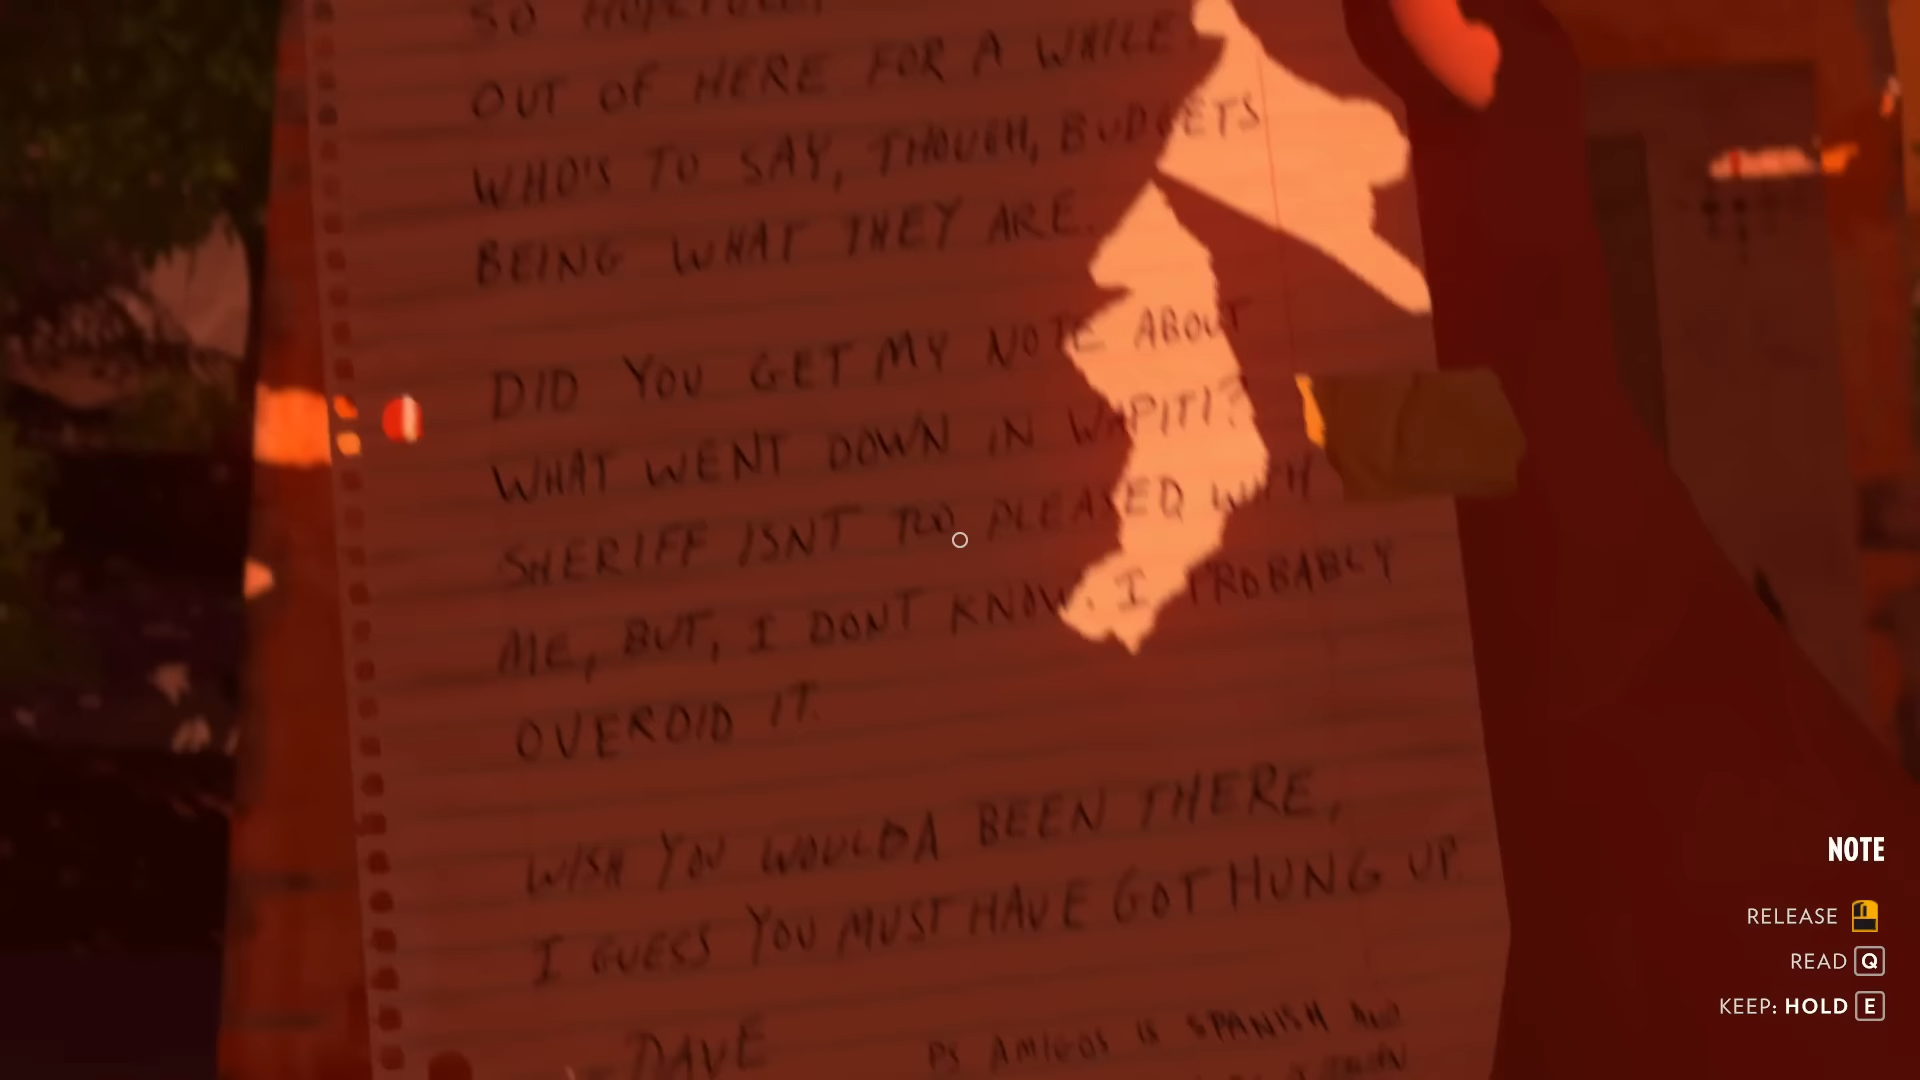 SO HOPEFULLY
OUT OF HERE FOR A WHILE.
WHO'S TO SAY, THOUGH, BUDGETS
BEING WHAT THEY ARE.
DID YOU GET MY NOTE ABOUT
WHAT WENT DOWN IN WAPITI?
SHERIFF ISNT TOO PLEASED WITH
ME, BUT, I DONT KNOW. I PROBABLY
OVERDID IT.
WISH YOU WOULDA BEEN THERE,
I GUESS YOU MUST HAVE GOT HUNG UP.
- DAVE
PS AMIGOS IS SPANISH AND
NOTE
RELEASE
READ Q
KEEP: HOLD E